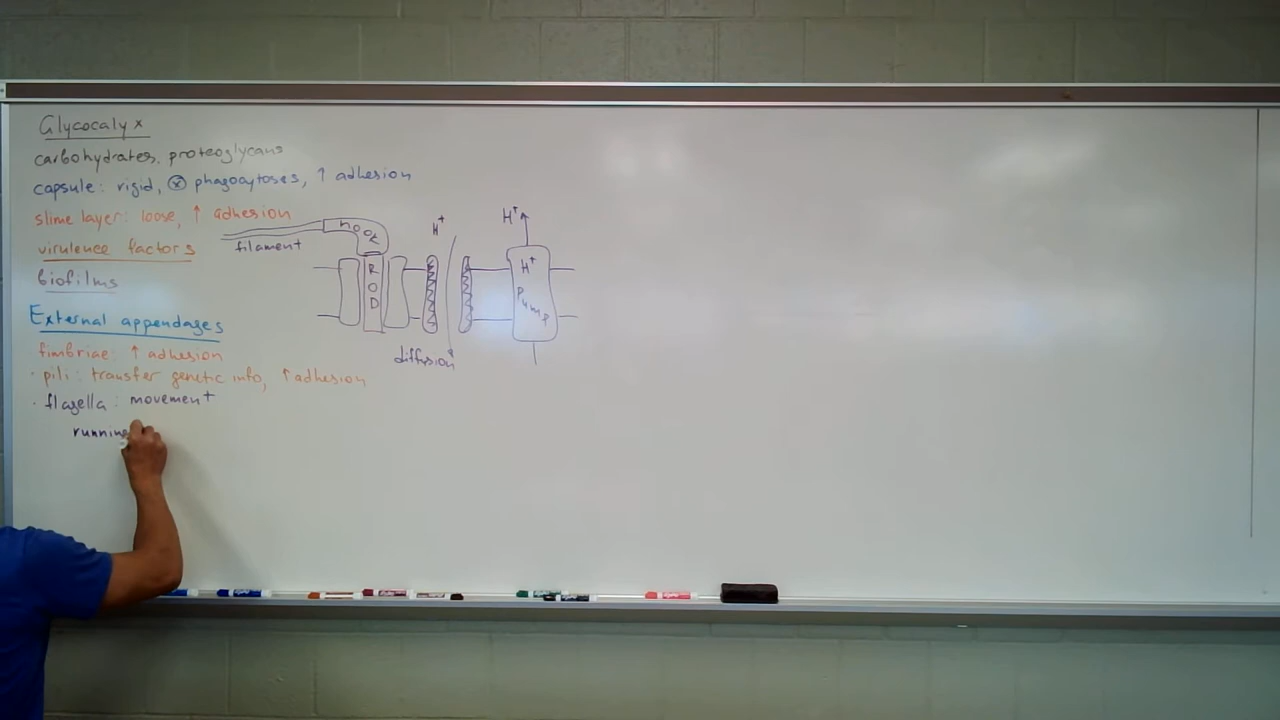 Glycocalyx
carbohydrates, proteoglycans
capsule: rigid, ⓧ phagocytoses, ↑ adhesion
slime layer: loose, ↑ adhesion
virulence factors
biofilms
External appendages
fimbriae: ↑ adhesion
· pili: transfer genetic info, ↑ adhesion
· flagella: movement
running
hook
filament
ROD
H+
diffusion
H+
H+
Pump